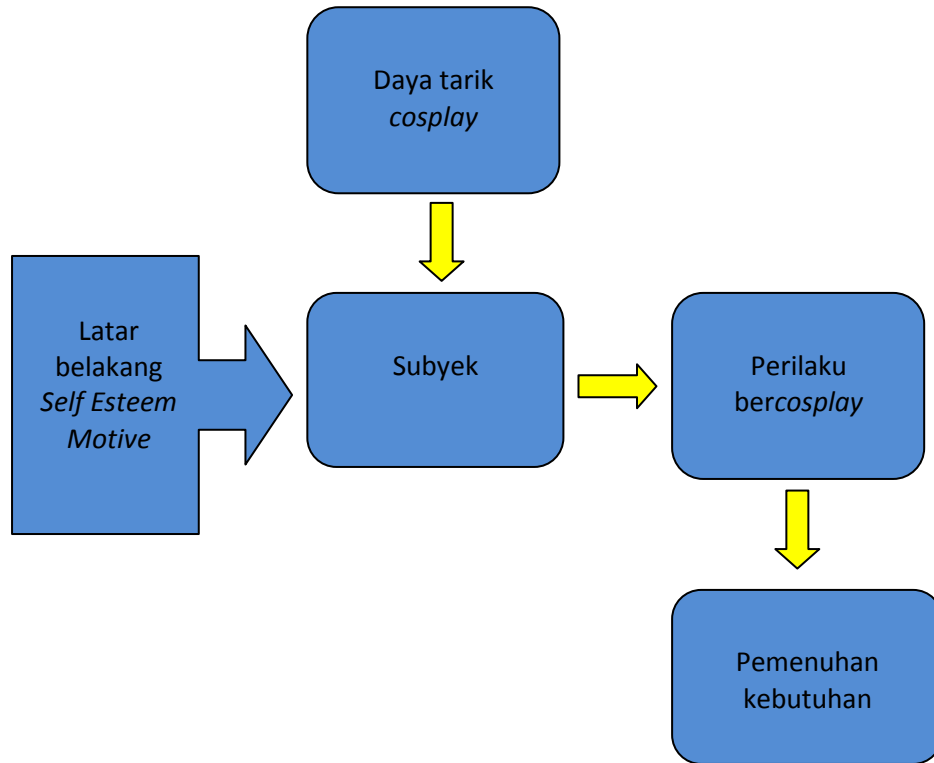 Daya tarik
cosplay
Latar
belakang
Self Esteem
Motive
Subyek
Perilaku
bercosplay
Pemenuhan
kebutuhan